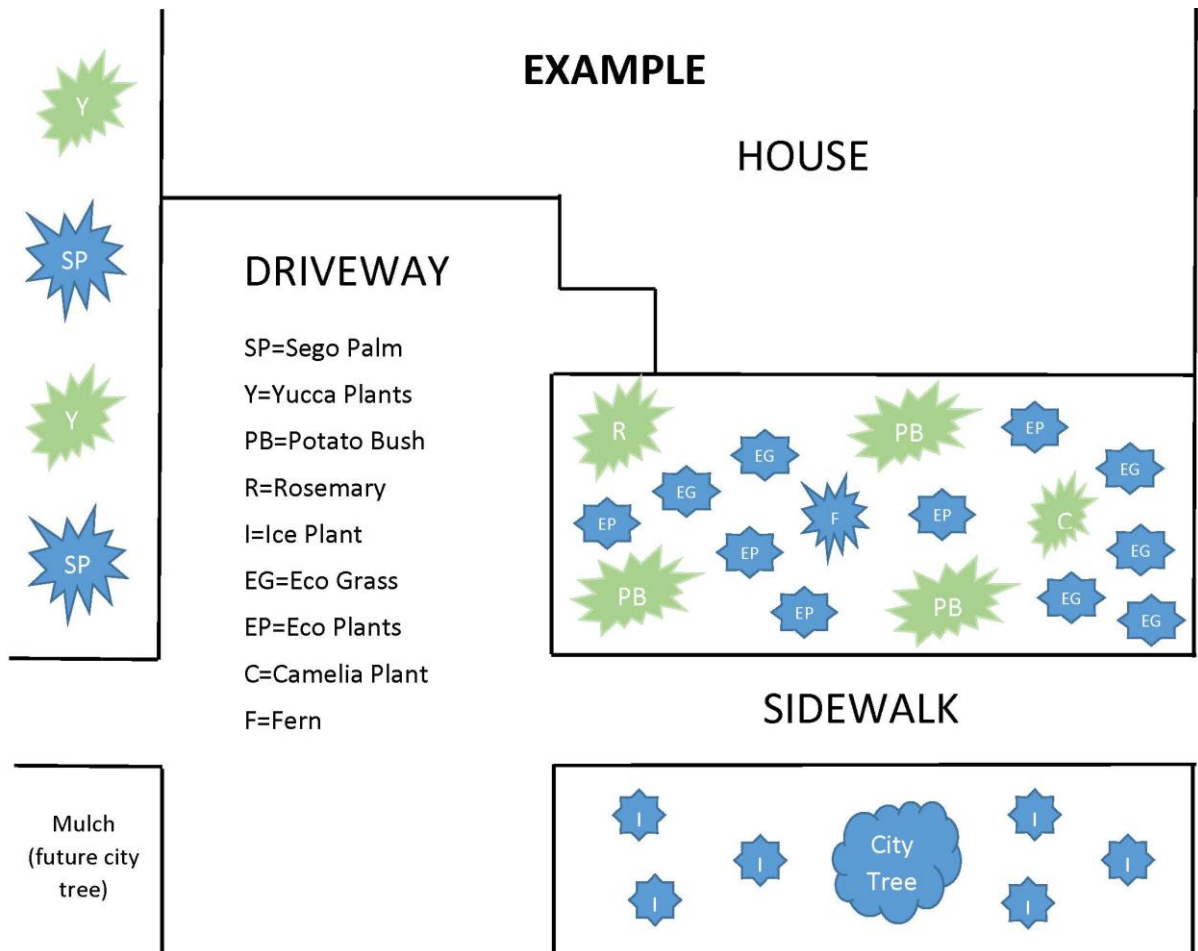 EXAMPLE
HOUSE
Y
SP
Y
SP
DRIVEWAY
SP=Sego Palm
Y=Yucca Plants
PB=Potato Bush
R=Rosemary
I=Ice Plant
EG=Eco Grass
EP=Eco Plants
C=Camelia Plant
F=Fern
R
PB
EP
EG
EG
EG
EP
F
EP
C
EP
EG
PB
PB
EG
EP
EG
SIDEWALK
Mulch
(future city
tree)
I
I
I
City
Tree
I
I
I